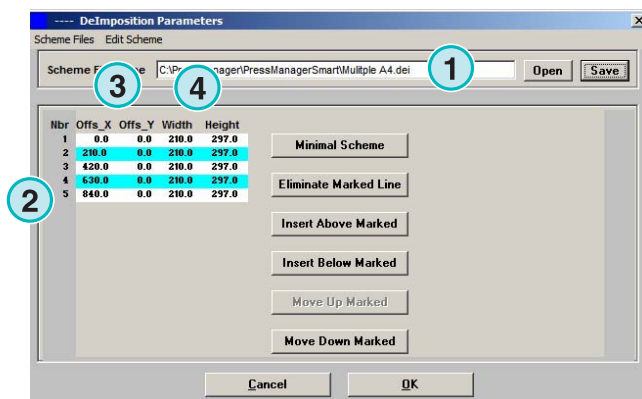 ---- DeImposition Parameters
Scheme Files Edit Scheme
Scheme Manager\PressManagerSmart\Mulitple A4.dei 1 Open Save
3 4
Nbr Offs_X Offs_Y Width Height
1 0.0 0.0 210.0 297.0
2 210.0 0.0 210.0 297.0
3 420.0 0.0 210.0 297.0
4 630.0 0.0 210.0 297.0
5 840.0 0.0 210.0 297.0
2
Minimal Scheme
Eliminate Marked Line
Insert Above Marked
Insert Below Marked
Move Up Marked
Move Down Marked
Cancel OK